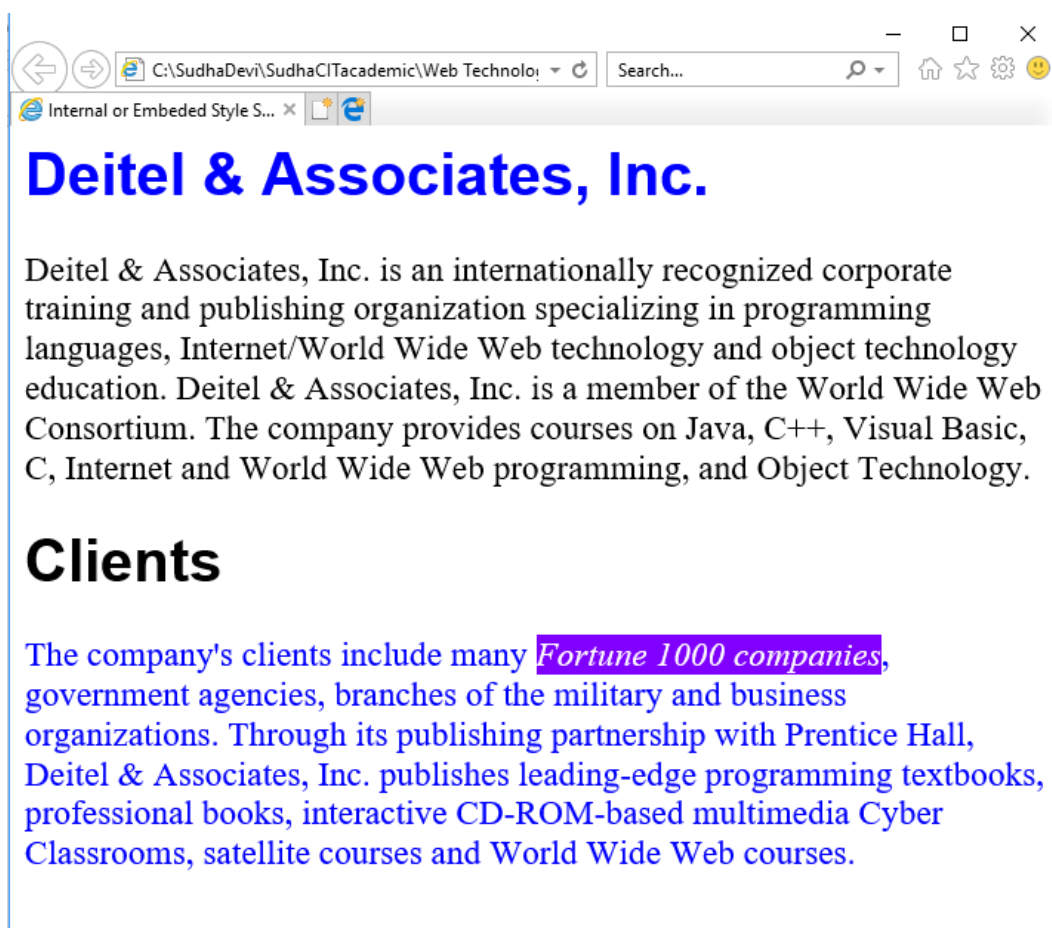 C:\SudhaDevi\SudhaCITacademic\Web Technolo
Search...
Internal or Embeded Style S...
Deitel & Associates, Inc.
Deitel & Associates, Inc. is an internationally recognized corporate
training and publishing organization specializing in programming
languages, Internet/World Wide Web technology and object technology
education. Deitel & Associates, Inc. is a member of the World Wide Web
Consortium. The company provides courses on Java, C++, Visual Basic,
C, Internet and World Wide Web programming, and Object Technology.
Clients
The company's clients include many Fortune 1000 companies,
government agencies, branches of the military and business
organizations. Through its publishing partnership with Prentice Hall,
Deitel & Associates, Inc. publishes leading-edge programming textbooks,
professional books, interactive CD-ROM-based multimedia Cyber
Classrooms, satellite courses and World Wide Web courses.